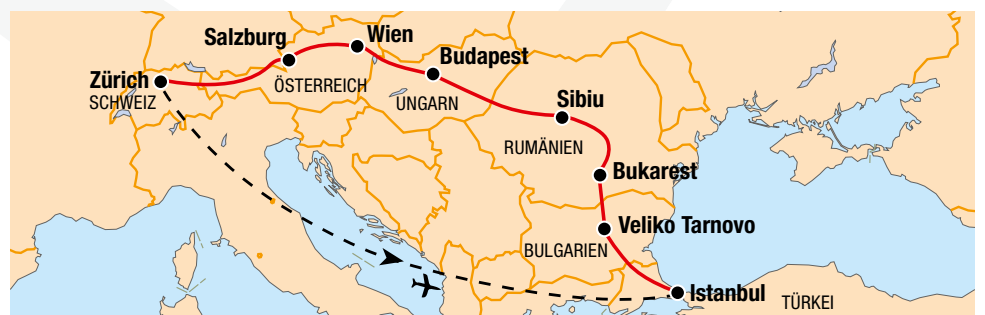 Salzburg
Wien
Budapest
Zürich
SCHWEIZ
ÖSTERREICH
UNGARN
Sibiu
RUMÄNIEN
Bukarest
Veliko Tarnovo
BULGARIEN
Istanbul
TÜRKEI